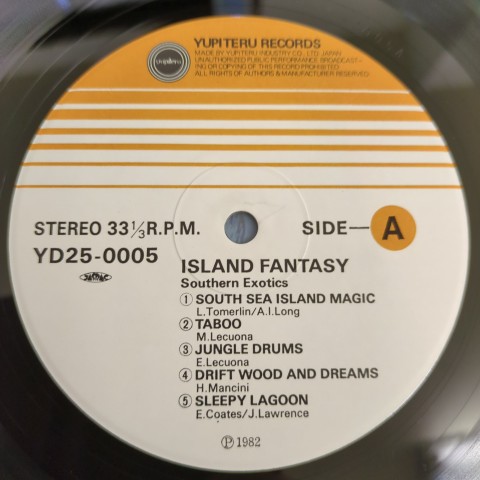 YUPITERU RECORDS
MADE BY YUPITERU INDUSTRY CO., LTD. JAPAN
UNAUTHORIZED PUBLIC PERFORMANCE BROADCAST-
ING OR COPYING OF THIS RECORD PROHIBITED
ALL RIGHTS OF AUTHORS & MANUFACTURER RESERVED
yupiteru
STEREO 33⅓ R.P.M.
SIDE—A
YD25-0005
ISLAND FANTASY
Southern Exotics
① SOUTH SEA ISLAND MAGIC
L.Tomerlin/A.I.Long
② TABOO
M.Lecuona
③ JUNGLE DRUMS
E.Lecuona
④ DRIFT WOOD AND DREAMS
H.Mancini
⑤ SLEEPY LAGOON
E.Coates/J.Lawrence
Ⓟ 1982